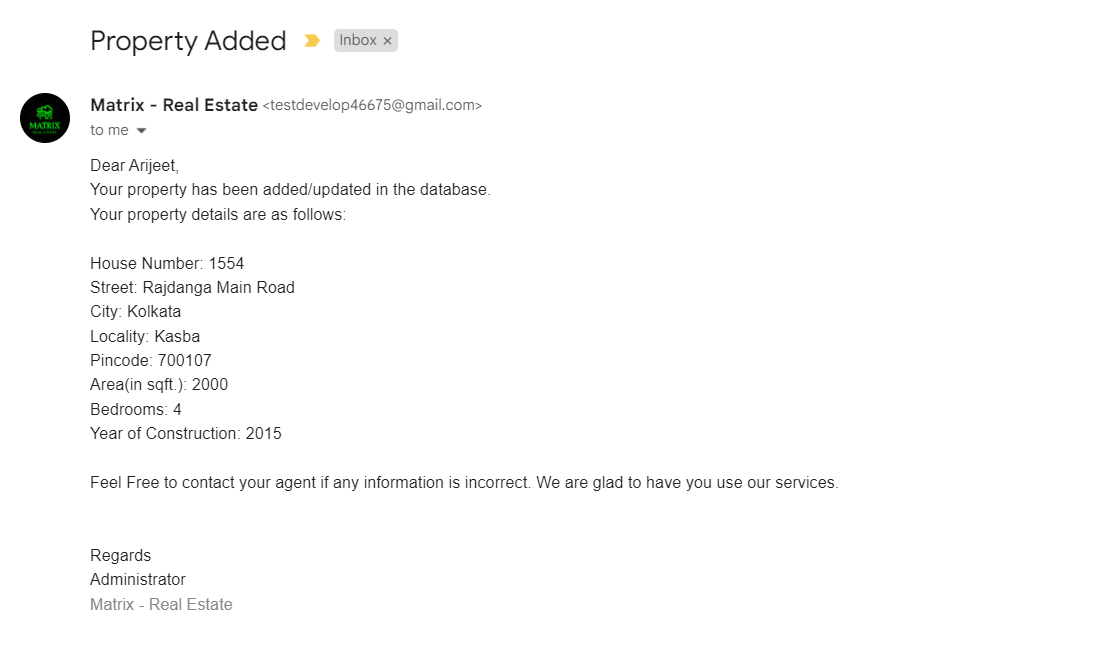 Property Added
Inbox ×
MATRIX
Matrix - Real Estate <testdevelop46675@gmail.com>
to me
Dear Arijeet,
Your property has been added/updated in the database.
Your property details are as follows:
House Number: 1554
Street: Rajdanga Main Road
City: Kolkata
Locality: Kasba
Pincode: 700107
Area(in sqft.): 2000
Bedrooms: 4
Year of Construction: 2015
Feel Free to contact your agent if any information is incorrect. We are glad to have you use our services.
Regards
Administrator
Matrix - Real Estate